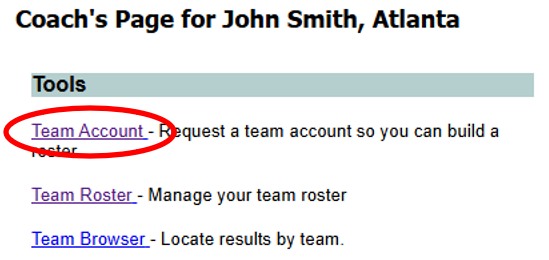 Coach's Page for John Smith, Atlanta
Tools
Team Account - Request a team account so you can build a
roster
Team Roster - Manage your team roster
Team Browser - Locate results by team.